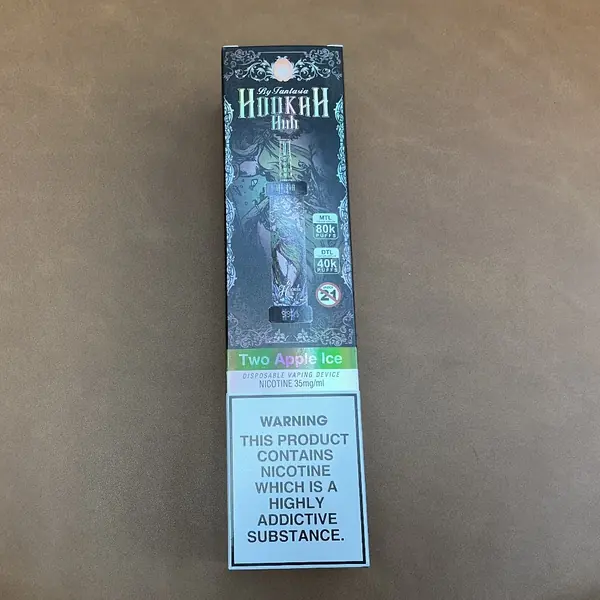 By Fantasia
HOOKAH
Hub
MTL
80k
PUFFS
DTL
40k
PUFFS
21
Two Apple Ice
DISPOSABLE VAPING DEVICE
NICOTINE 35mg/ml
WARNING
THIS PRODUCT
CONTAINS
NICOTINE
WHICH IS A
HIGHLY
ADDICTIVE
SUBSTANCE.